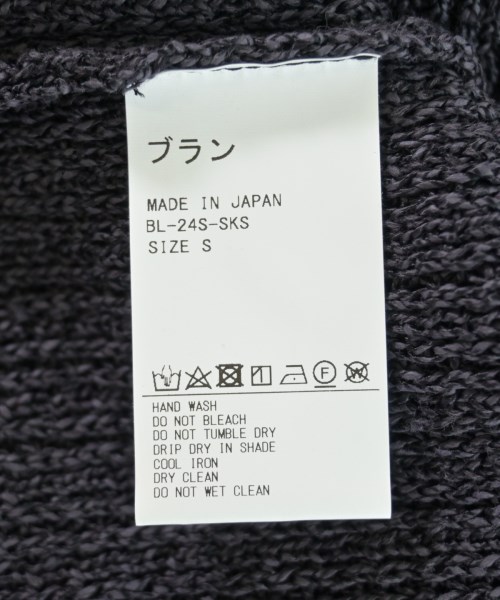 ブラン
MADE IN JAPAN
BL-24S-SKS
SIZE S
F W
HAND WASH
DO NOT BLEACH
DO NOT TUMBLE DRY
DRIP DRY IN SHADE
COOL IRON
DRY CLEAN
DO NOT WET CLEAN